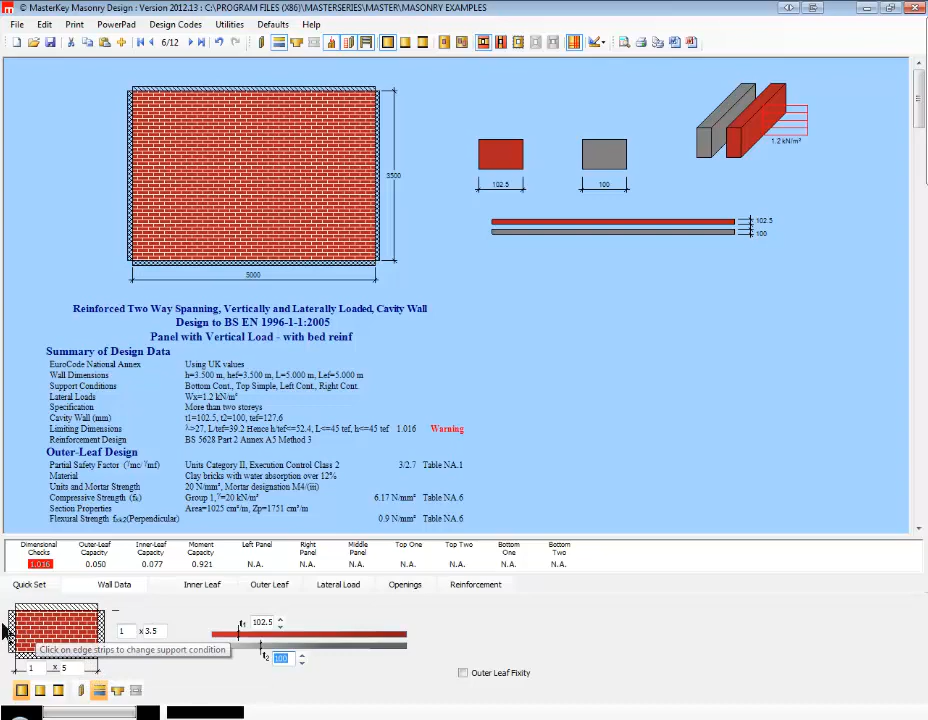 © MasterKey Masonry Design : Version 2012.13 : C:\PROGRAM FILES (X86)\MASTERSERIES\MASTER\MASONRY EXAMPLES
File Edit Print PowerPad Design Codes Utilities Defaults Help
6/12
3500
5000
102.5
100
1.2 kN/m²
102.5
100
Reinforced Two Way Spanning, Vertically and Laterally Loaded, Cavity Wall
Design to BS EN 1996-1-1:2005
Panel with Vertical Load - with bed reinf
Summary of Design Data
EuroCode National Annex Using UK values
Wall Dimensions h=3.500 m, hef=3.500 m, L=5.000 m, Lef=5.000 m
Support Conditions Bottom Cont., Top Simple, Left Cont., Right Cont.
Lateral Loads Wx=1.2 kN/m²
Specification More than two storeys
Cavity Wall (mm) t1=102.5, t2=100, tef=127.6
Limiting Dimensions λ>27, L/tef=39.2 Hence h/tef<=52.4, L<=45 tef, h<=45 tef 1.016 Warning
Reinforcement Design BS 5628 Part 2 Annex A5 Method 3
Outer-Leaf Design
Partial Safety Factor (γmc/γmf) Units Category II, Execution Control Class 2 3/2.7 Table NA.1
Material Clay bricks with water absorption over 12%
Units and Mortar Strength 20 N/mm², Mortar designation M4/(iii)
Compressive Strength (fk) Group 1,γ=20 kN/m³ 6.17 N/mm² Table NA.6
Section Properties Area=1025 cm²/m, Zp=1751 cm³/m
Flexural Strength fxk2(Perpendicular) 0.9 N/mm² Table NA.6
Dimensional Checks Outer-Leaf Capacity Inner-Leaf Capacity Moment Capacity Left Panel Right Panel Middle Panel Top One Top Two Bottom One Bottom Two
1.016 0.050 0.077 0.921 N.A. N.A. N.A. N.A. N.A. N.A. N.A.
Quick Set Wall Data Inner Leaf Outer Leaf Lateral Load Openings Reinforcement
1 x 3.5
t1 102.5
Click on edge strips to change support condition
t2 100
1 x 5
Outer Leaf Fixity